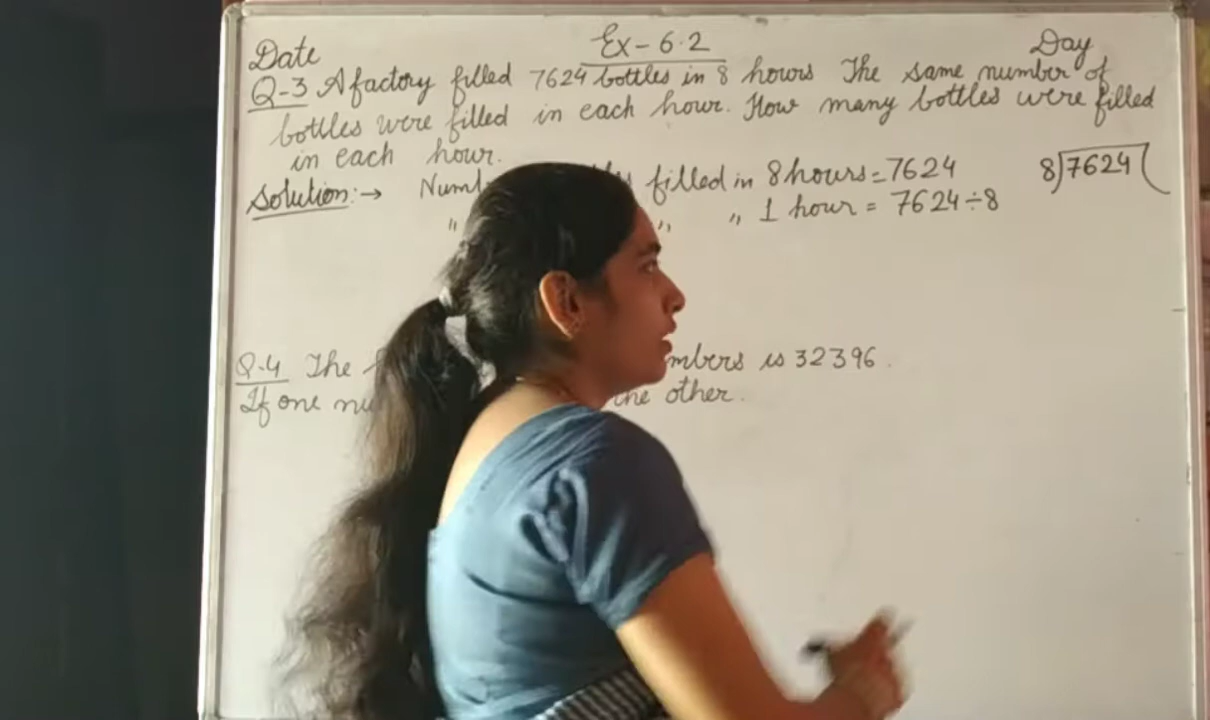 Date Ex-6.2 Day
Q-3 A factory filled 7624 bottles in 8 hours The same number of
bottles were filled in each hour. How many bottles were filled
in each hour.
Solution:→ filled in 8 hours = 7624 8)7624(
" " " 1 hour = 7624÷8
Q.4 The is 32396.
If one the other.